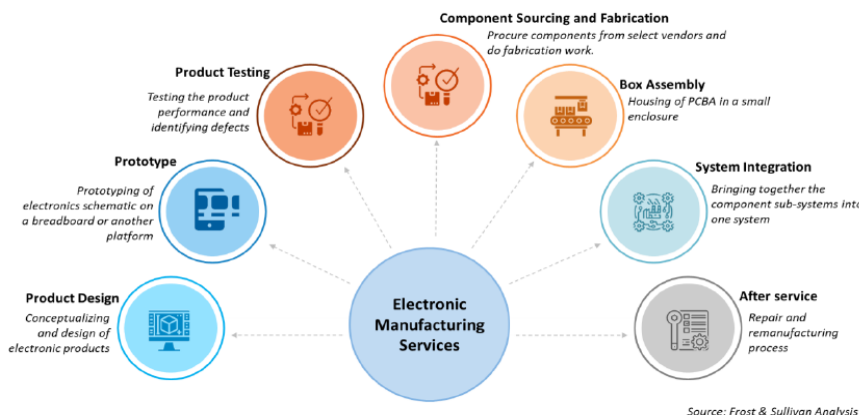 Component Sourcing and Fabrication
Procure components from select vendors and
do fabrication work.
Product Testing
Testing the product
performance and
identifying defects
Box Assembly
Housing of PCBA in a small
enclosure
Prototype
Prototyping of
electronics schematic on
a breadboard or another
platform
System Integration
Bringing together the
component sub-systems into
one system
Product Design
Conceptualizing
and design of
electronic products
Electronic
Manufacturing
Services
After service
Repair and
remanufacturing
process
Source: Frost & Sullivan Analysis